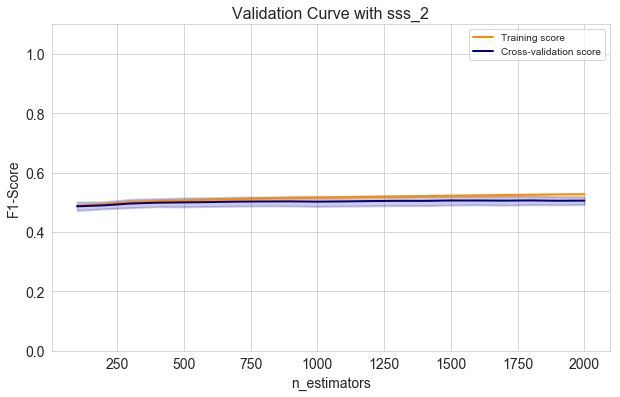 Validation Curve with sss_2
Training score
Cross-validation score
1.0
0.8
0.6
0.4
0.2
0.0
F1-Score
250 500 750 1000 1250 1500 1750 2000
n_estimators